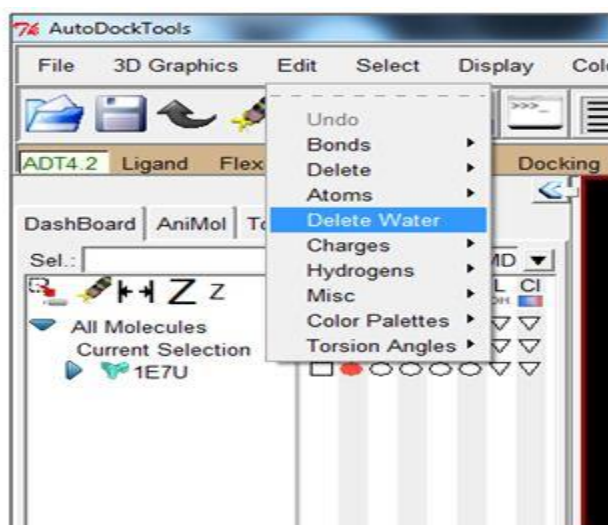 AutoDockTools
File 3D Graphics Edit Select Display
>>>_
ADT4.2 Ligand Docking
DashBoard AniMol
Sel.:
Z Z L Cl
All Molecules
Current Selection
1E7U
Undo
Bonds
Delete
Atoms
Delete Water
Charges
Hydrogens
Misc
Color Palettes
Torsion Angles